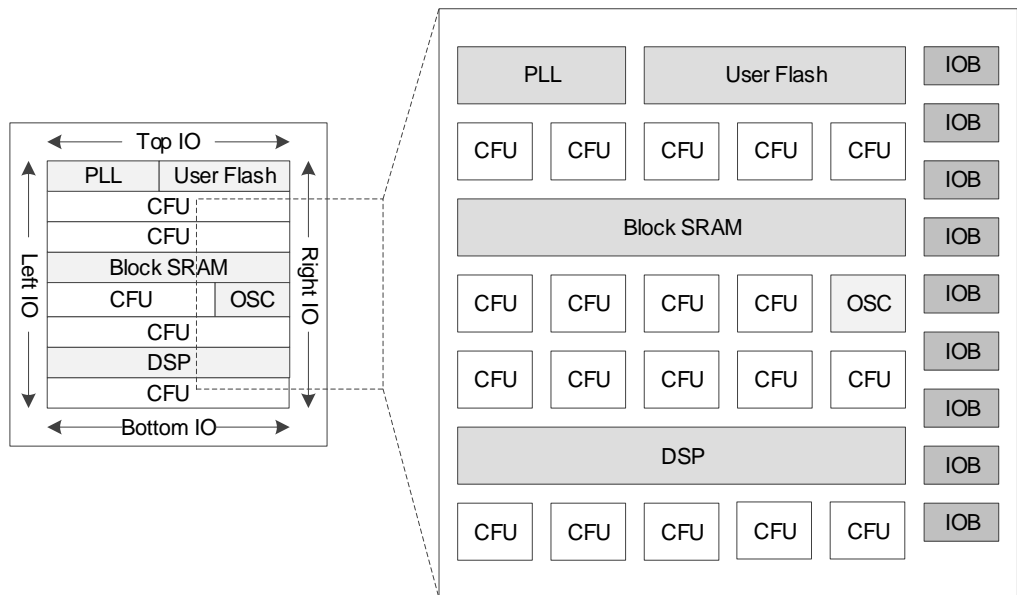 Top IO
PLL User Flash
CFU
CFU
Block SRAM
CFU OSC
CFU
DSP
CFU
Bottom IO
Left IO
Right IO
PLL User Flash IOB
IOB
CFU CFU CFU CFU CFU
IOB
Block SRAM IOB
CFU CFU CFU CFU OSC IOB
IOB
CFU CFU CFU CFU CFU
IOB
DSP IOB
CFU CFU CFU CFU CFU IOB